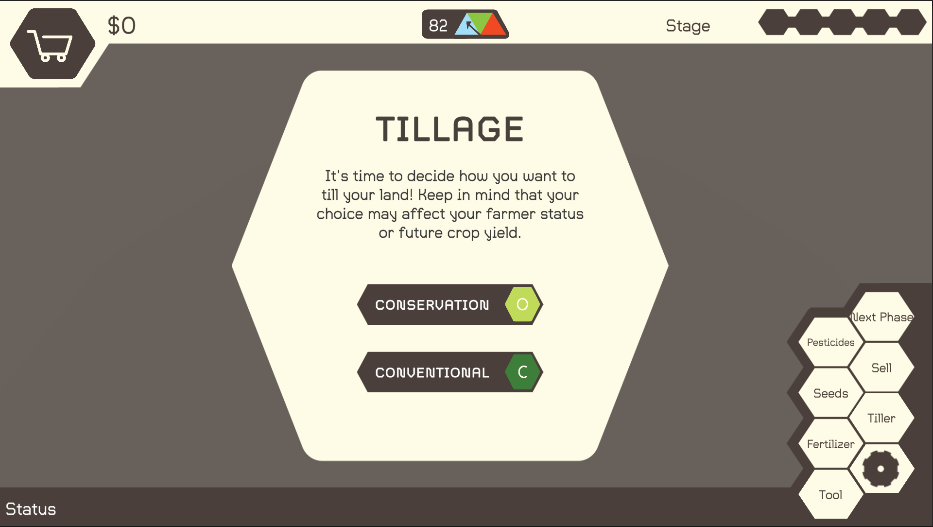 $0
82
Stage
TILLAGE
It's time to decide how you want to
till your land! Keep in mind that your
choice may affect your farmer status
or future crop yield.
CONSERVATION O
CONVENTIONAL C
Next Phase
Pesticides
Sell
Seeds
Tiller
Fertilizer
Tool
Status